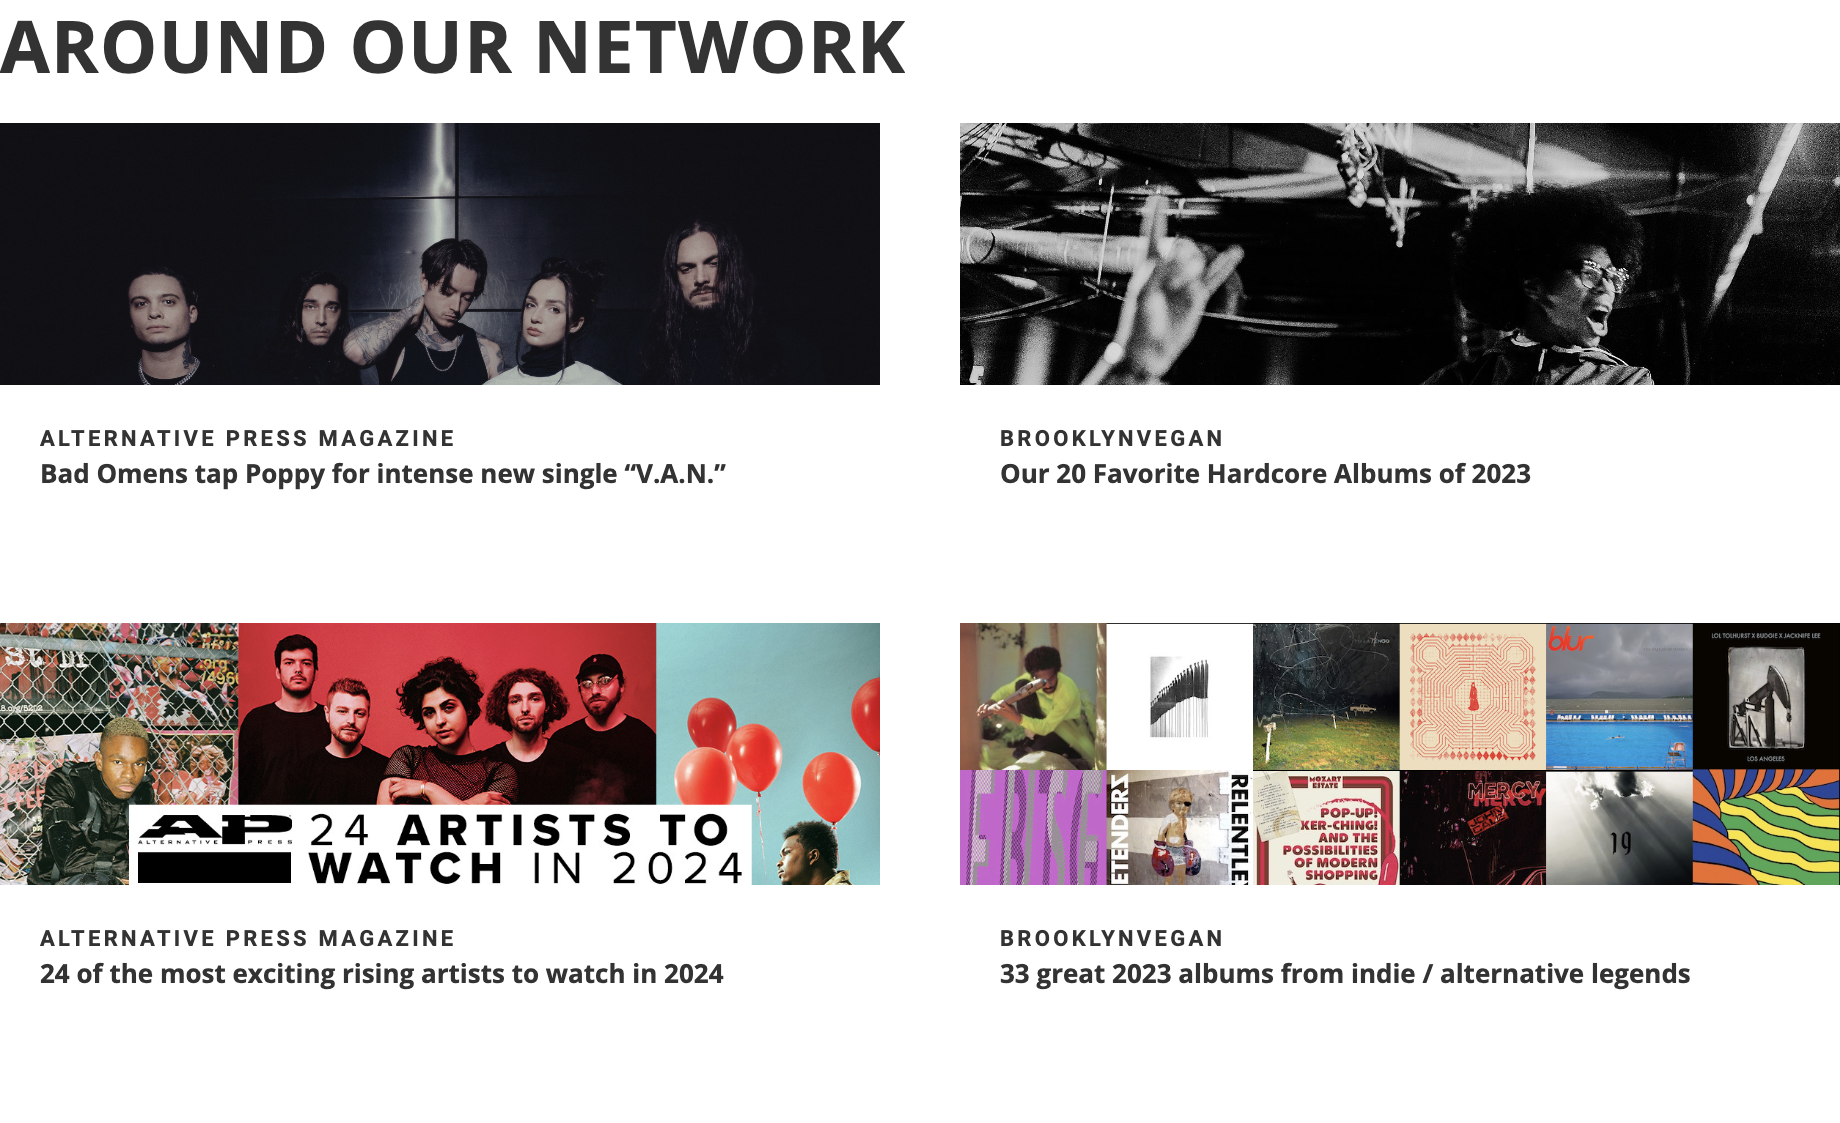 AROUND OUR NETWORK
ALTERNATIVE PRESS MAGAZINE
Bad Omens tap Poppy for intense new single “V.A.N.”
BROOKLYNVEGAN
Our 20 Favorite Hardcore Albums of 2023
AP
ALTERNATIVE PRESS
24 ARTISTS TO
WATCH IN 2024
ALTERNATIVE PRESS MAGAZINE
24 of the most exciting rising artists to watch in 2024
blur
LOL TOLHURST X BUDGIE X JACKNIFE LEE
LOS ANGELES
ETENDERS
RELENTLE
MOZART
ESTATE
POP-UP!
KER-CHING!
AND THE
POSSIBILITIES
OF MODERN
SHOPPING
MERCY
MERCY
19
BROOKLYNVEGAN
33 great 2023 albums from indie / alternative legends